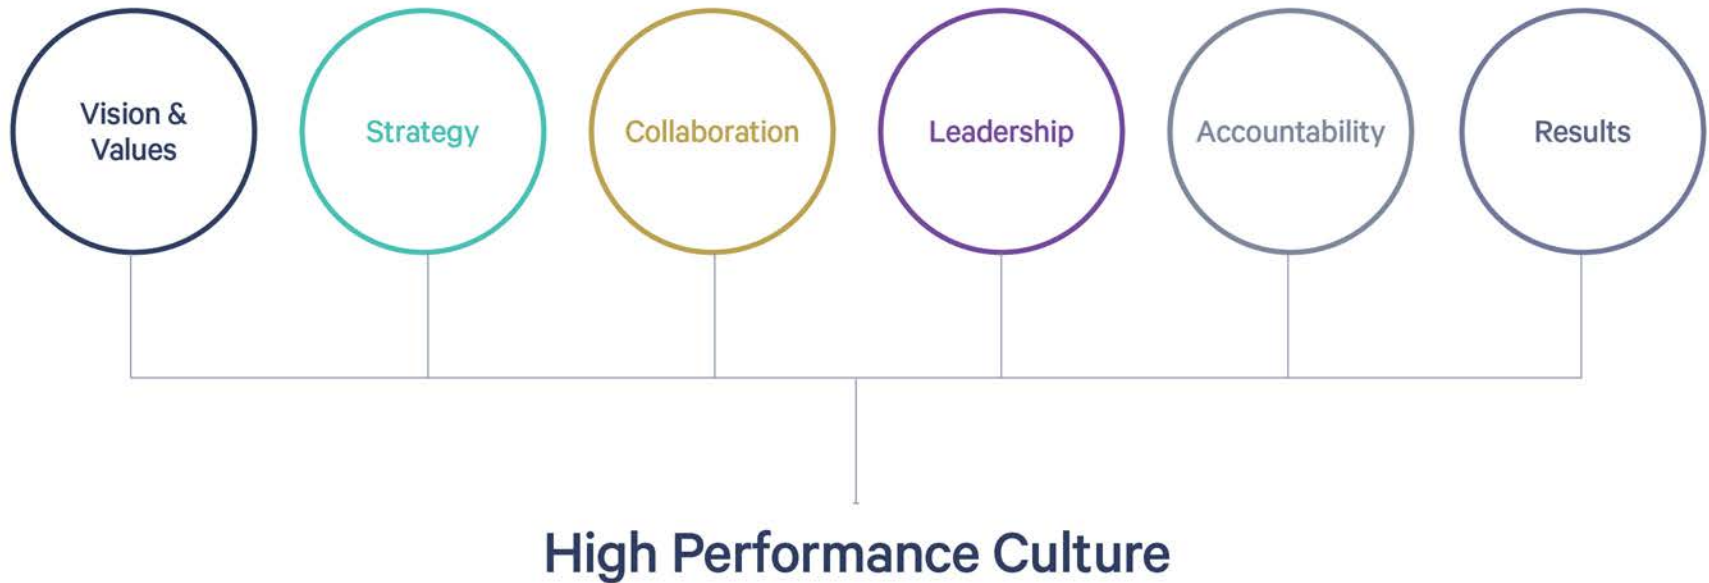 Vision &
Values
Strategy
Collaboration
Leadership
Accountability
Results
High Performance Culture